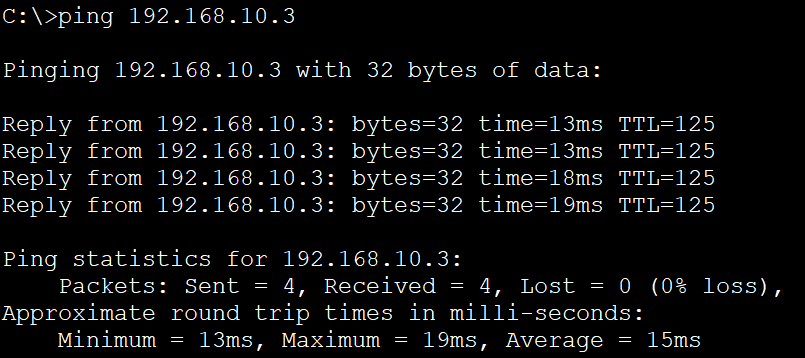 C:\>ping 192.168.10.3
Pinging 192.168.10.3 with 32 bytes of data:
Reply from 192.168.10.3: bytes=32 time=13ms TTL=125
Reply from 192.168.10.3: bytes=32 time=13ms TTL=125
Reply from 192.168.10.3: bytes=32 time=18ms TTL=125
Reply from 192.168.10.3: bytes=32 time=19ms TTL=125
Ping statistics for 192.168.10.3:
    Packets: Sent = 4, Received = 4, Lost = 0 (0% loss),
Approximate round trip times in milli-seconds:
    Minimum = 13ms, Maximum = 19ms, Average = 15ms